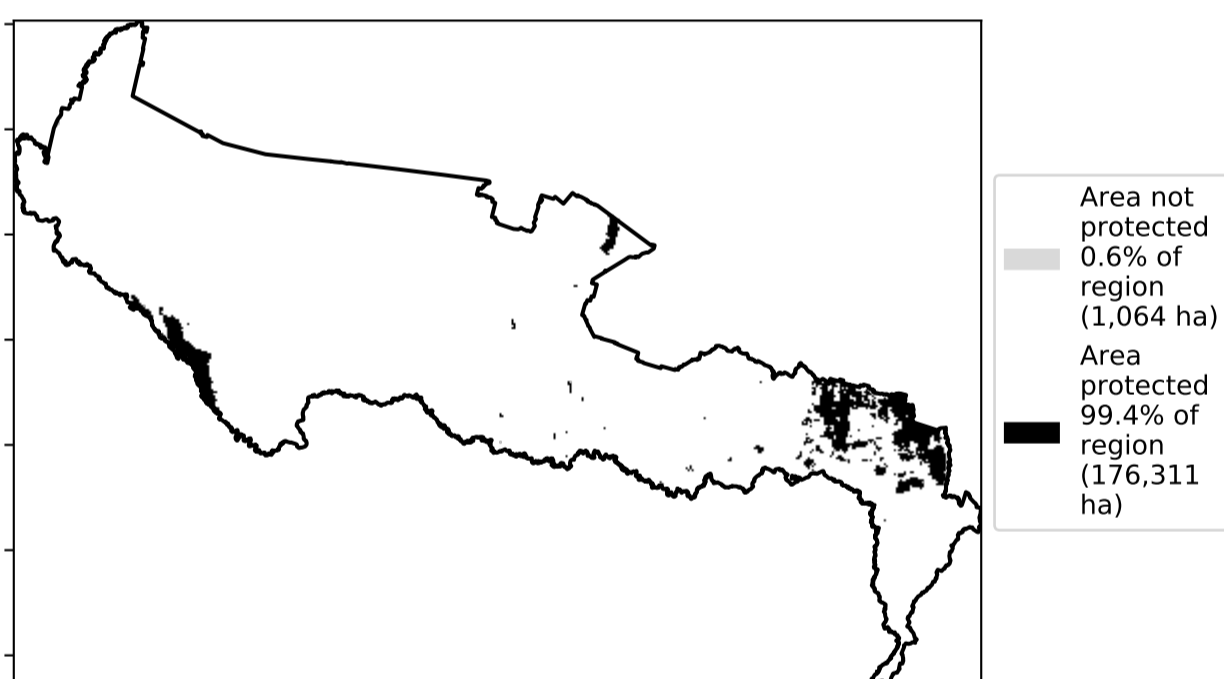 Area not
protected
0.6% of
region
(1,064 ha)
Area
protected
99.4% of
region
(176,311
ha)